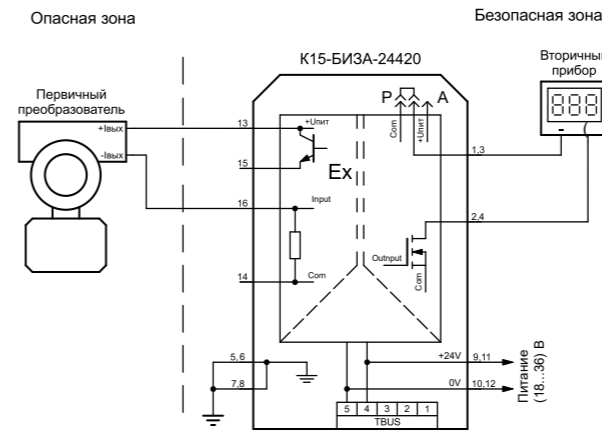 Опасная зона
Безопасная зона
К15-БИЗА-24420
Первичный
преобразователь
Вторичный
прибор
+Iвых
-Iвых
13
15
16
14
+Uпит
Ex
Input
Com
P
A
Com
+Uпит
Outnput
Com
888
-
1,3
2,4
5,6
7,8
+24V
9,11
0V
10,12
Питание
(18...36) В
5 4 3 2 1
TBUS